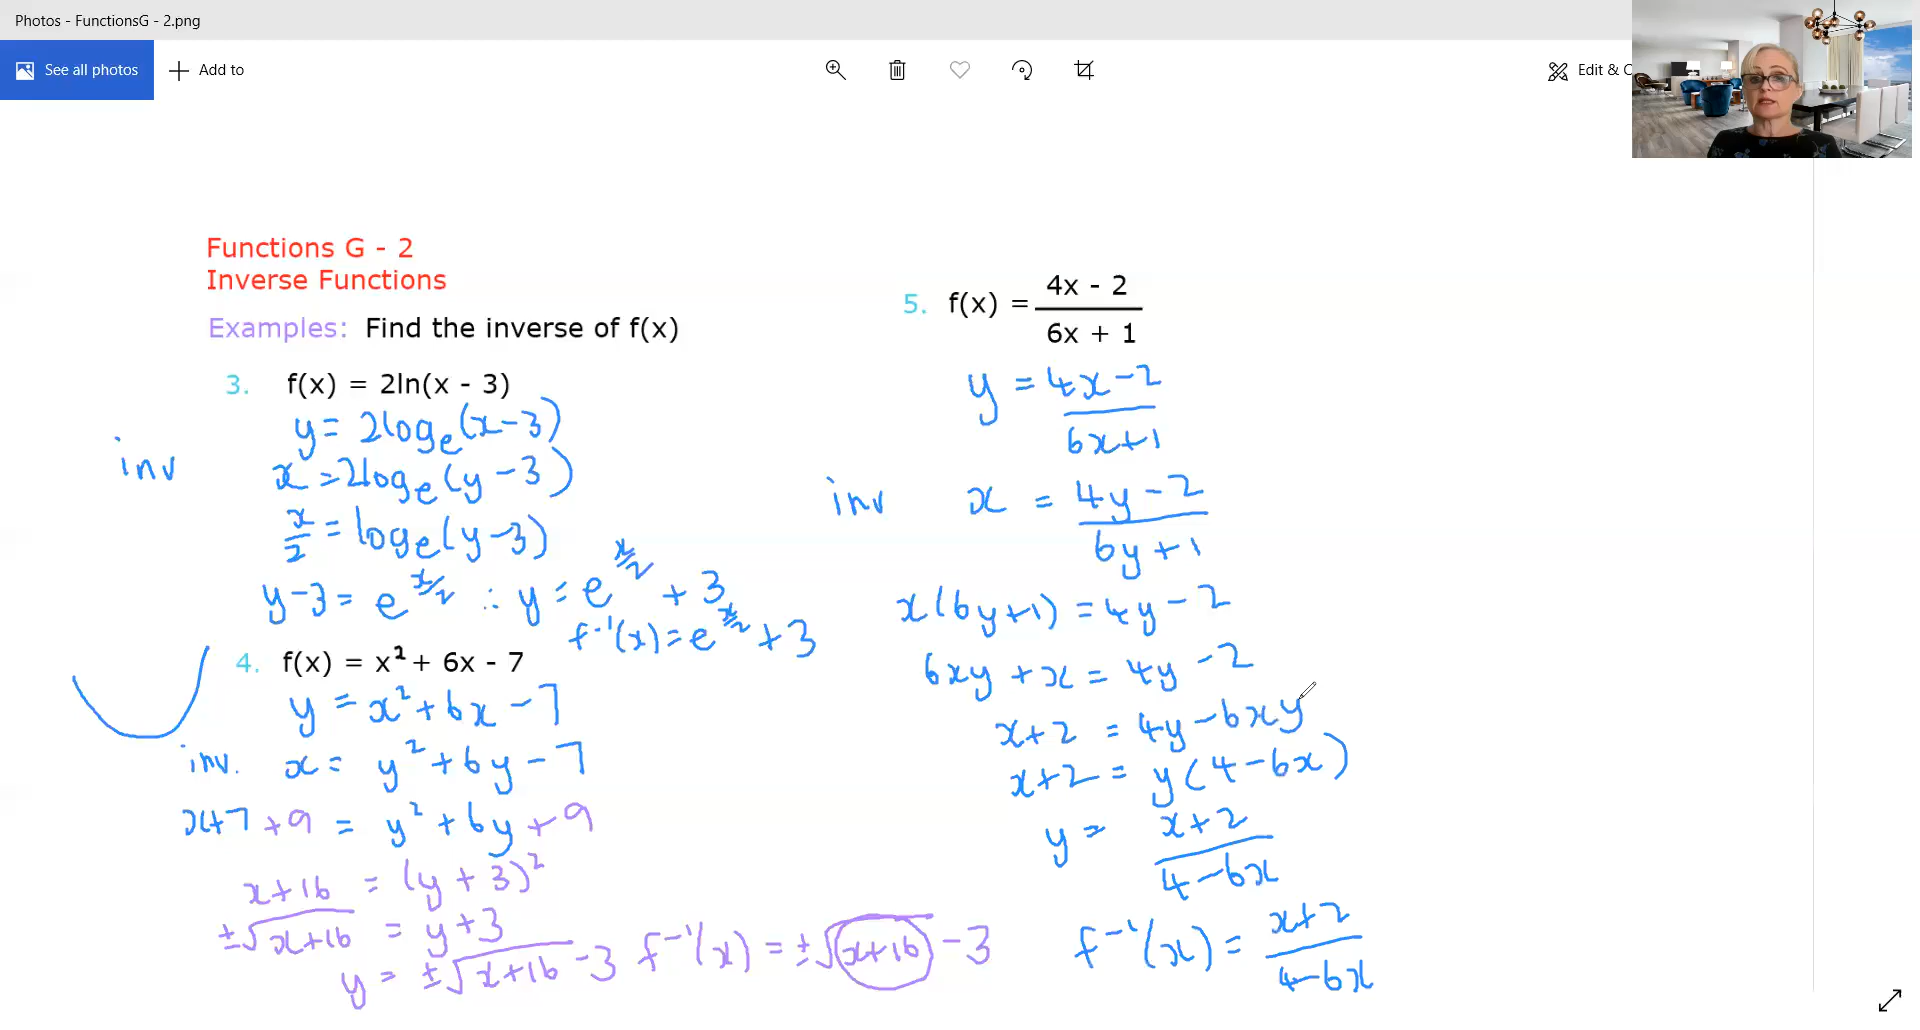 Photos - FunctionsG - 2.png
See all photos
Add to
Edit & C
Functions G - 2
Inverse Functions
Examples: Find the inverse of f(x)
3. f(x) = 2ln(x - 3)
y = 2logₑ(x-3)
inv x = 2logₑ(y-3)
x/2 = logₑ(y-3)
y-3 = e^(x/2) ∴ y = e^(x/2) + 3
f⁻¹(x) = e^(x/2) + 3
4. f(x) = x² + 6x - 7
y = x² + 6x - 7
inv. x = y² + 6y - 7
x+7 + 9 = y² + 6y + 9
x+16 = (y + 3)²
±√(x+16) = y+3
y = ±√(x+16) - 3 f⁻¹(x) = ±√(x+16) - 3
5. f(x) = (4x - 2)/(6x + 1)
y = (4x-2)/(6x+1)
inv x = (4y-2)/(6y+1)
x(6y+1) = 4y-2
6xy + x = 4y - 2
x+2 = 4y - 6xy
x+2 = y(4-6x)
y = (x+2)/(4-6x)
f⁻¹(x) = (x+2)/(4-6x)